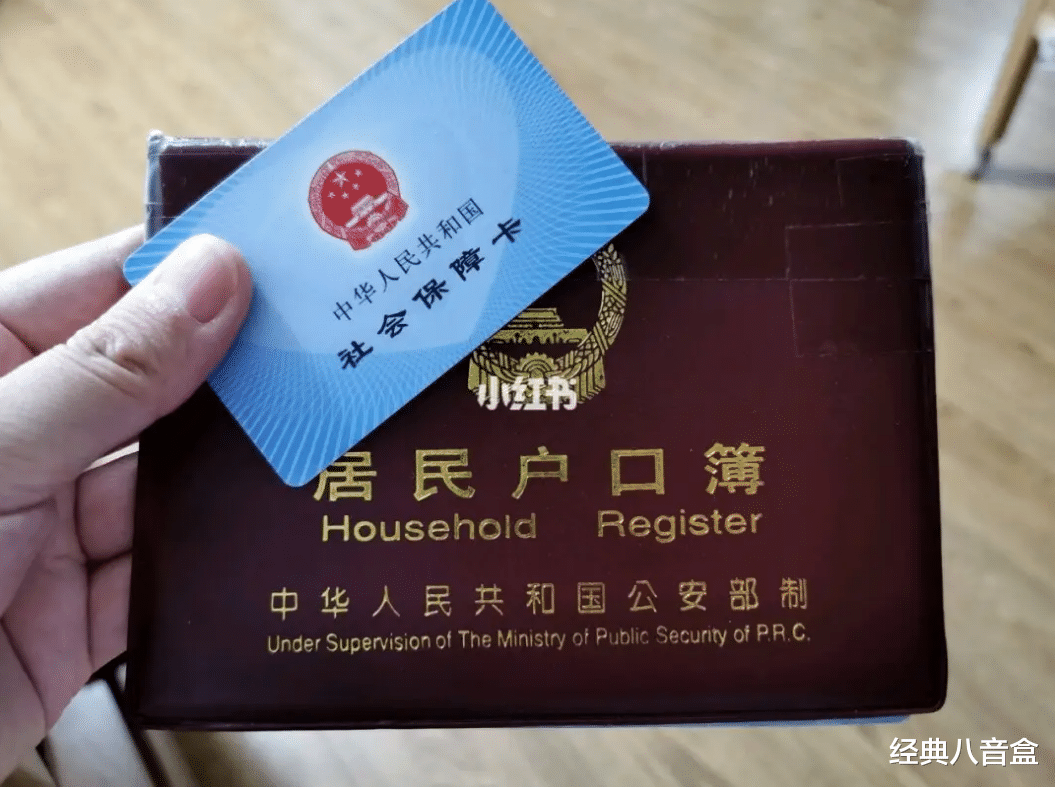 中华人民共和国
社会保障卡
小红书
居民户口簿
Household Register
中华人民共和国公安部制
Under Supervision of The Ministry of Public Security of P.R.C.
经典八音盒